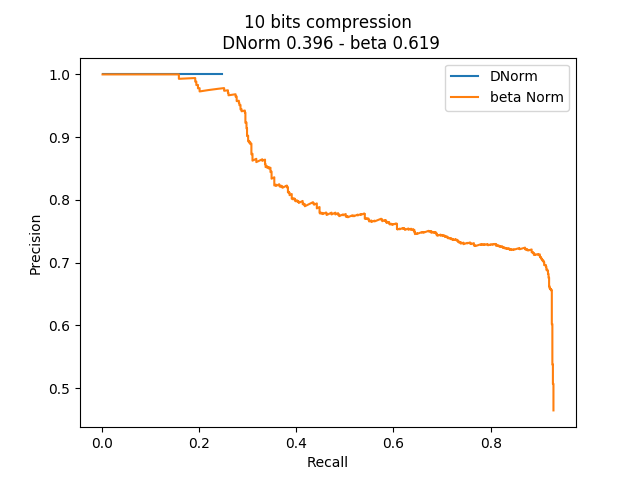 10 bits compression
DNorm 0.396 - beta 0.619
DNorm
beta Norm
1.0
0.9
0.8
0.7
0.6
0.5
Precision
0.0
0.2
0.4
0.6
0.8
Recall